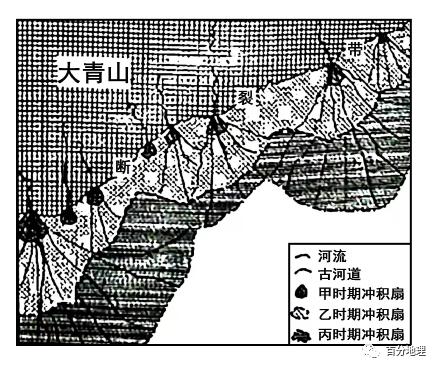 大青山
带
裂
断
河流
古河道
甲时期冲积扇
乙时期冲积扇
丙时期冲积扇
百分地理